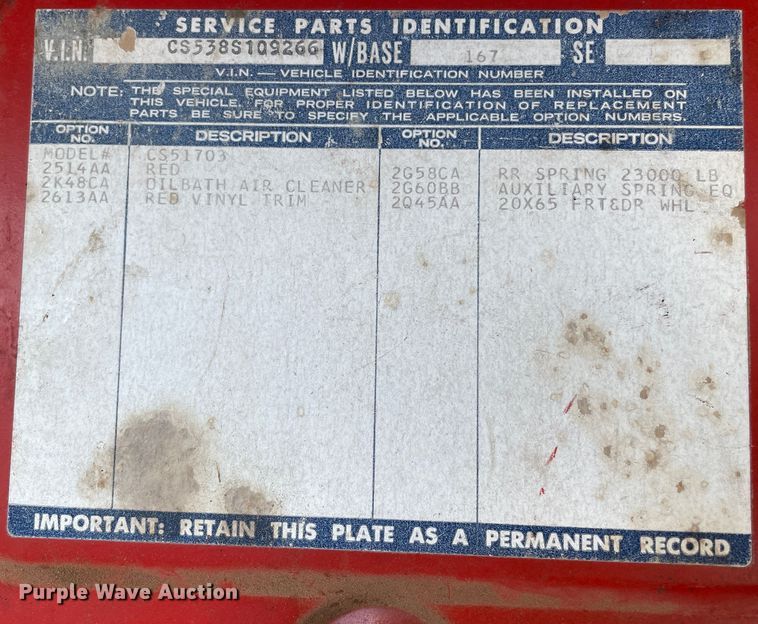 SERVICE PARTS IDENTIFICATION
V.I.N. CS538S109266 W/BASE 167 SE
V.I.N. — VEHICLE IDENTIFICATION NUMBER
NOTE: THE SPECIAL EQUIPMENT LISTED BELOW HAS BEEN INSTALLED ON
THIS VEHICLE. FOR PROPER IDENTIFICATION OF REPLACEMENT
PARTS BE SURE TO SPECIFY THE APPLICABLE OPTION NUMBERS.
OPTION NO. DESCRIPTION OPTION NO. DESCRIPTION
MODEL# CS51703
2514AA RED 2G58CA RR SPRING 23000 LB
2K48CA OILBATH AIR CLEANER 2G60BB AUXILIARY SPRING EQ
2613AA RED VINYL TRIM 2Q45AA 20X65 FRT&DR WHL
IMPORTANT: RETAIN THIS PLATE AS A PERMANENT RECORD
Purple Wave Auction